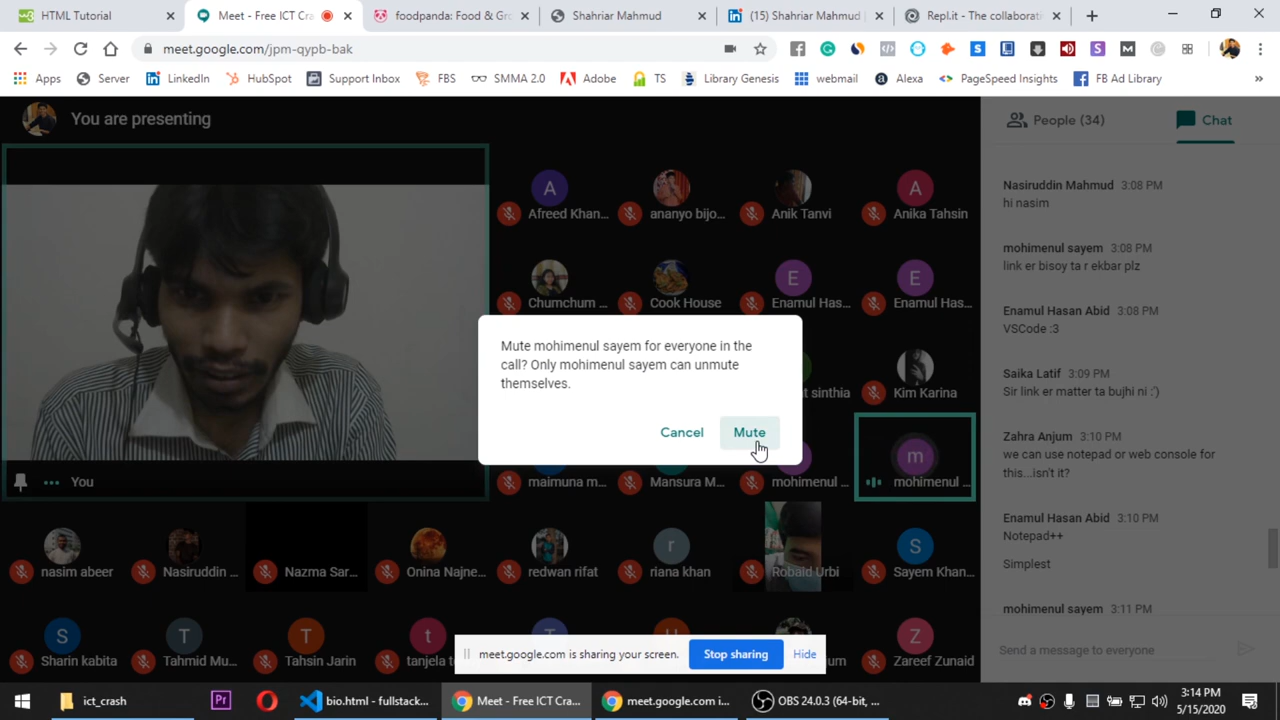 HTML Tutorial
Meet - Free ICT Cra
foodpanda: Food & Gr
Shahriar Mahmud
(15) Shahriar Mahmud |
Repl.it - The collaborati
meet.google.com/jpm-qypb-bak
Apps
Server
LinkedIn
HubSpot
Support Inbox
FBS
SMMA 2.0
Adobe
TS
Library Genesis
webmail
Alexa
PageSpeed Insights
FB Ad Library
You are presenting
People (34)
Chat
Afreed Khan...
ananyo bijo...
Anik Tanvi
Anika Tahsin
Chumchum ...
Cook House
Enamul Has...
Enamul Has...
t sinthia
Kim Karina
Mute mohimenul sayem for everyone in the
call? Only mohimenul sayem can unmute
themselves.
Cancel
Mute
You
maimuna m...
Mansura M...
mohimenul ...
mohimenul ...
nasim abeer
Nasiruddin ...
Nazma Sar...
Onina Najne...
redwan rifat
riana khan
Robaid Urbi
Sayem Khan...
Sharin kabita
Tahmid Mu...
Tahsin Jarin
tanjela t
Zareef Zunaid
meet.google.com is sharing your screen.
Stop sharing
Hide
Nasiruddin Mahmud 3:08 PM
hi nasim
mohimenul sayem 3:08 PM
link er bisoy ta r ekbar plz
Enamul Hasan Abid 3:08 PM
VSCode :3
Saika Latif 3:09 PM
Sir link er matter ta bujhi ni :')
Zahra Anjum 3:10 PM
we can use notepad or web console for
this...isn't it?
Enamul Hasan Abid 3:10 PM
Notepad++
Simplest
mohimenul sayem 3:11 PM
Send a message to everyone
ict_crash
bio.html - fullstack...
Meet - Free ICT Cra...
meet.google.com i...
OBS 24.0.3 (64-bit, ...
3:14 PM
5/15/2020